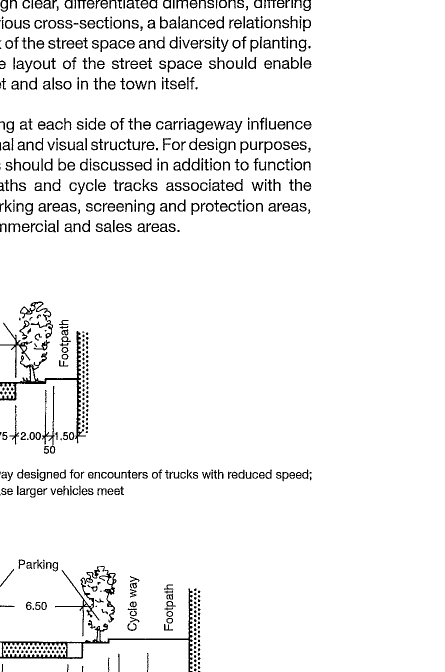 gn clear, differentiated dimensions, differing
rious cross-sections, a balanced relationship
of the street space and diversity of planting.
e layout of the street space should enable
et and also in the town itself.
ng at each side of the carriageway influence
nal and visual structure. For design purposes,
s should be discussed in addition to function
aths and cycle tracks associated with the
rking areas, screening and protection areas,
mmercial and sales areas.
Footpath
75 2.00 1.50
50
way designed for encounters of trucks with reduced speed;
se larger vehicles meet
Parking
6.50
Cycle way
Footpath